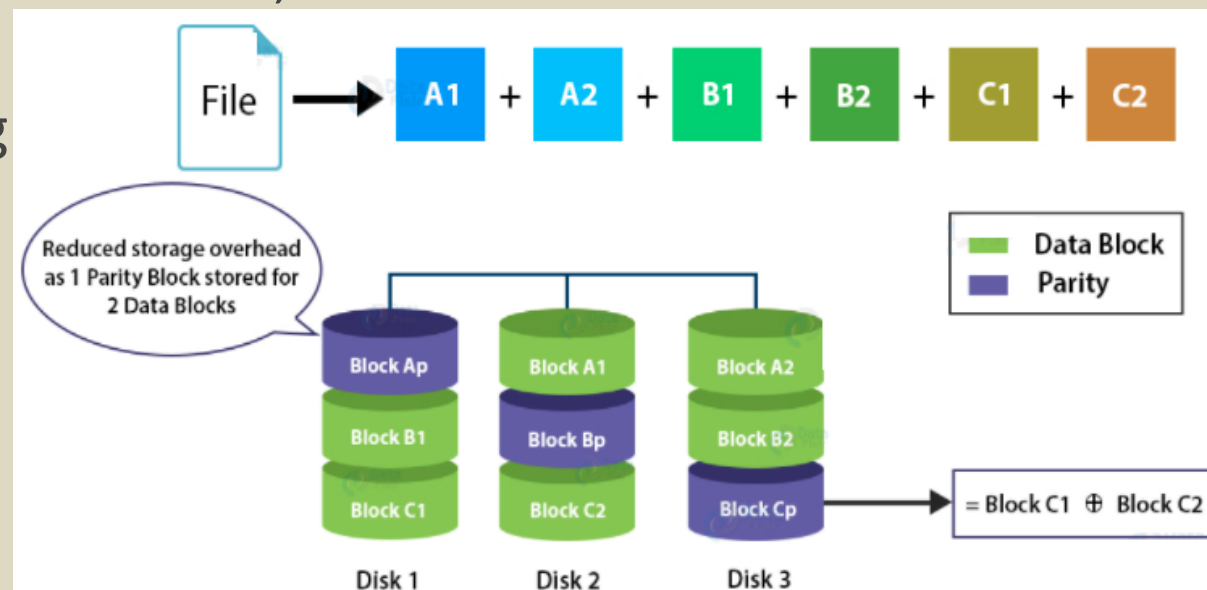 File
A1 + A2 + B1 + B2 + C1 + C2
g
Reduced storage overhead
as 1 Parity Block stored for
2 Data Blocks
Data Block
Parity
Block Ap
Block A1
Block A2
Block B1
Block Bp
Block B2
Block C1
Block C2
Block Cp
= Block C1 ⊕ Block C2
Disk 1
Disk 2
Disk 3